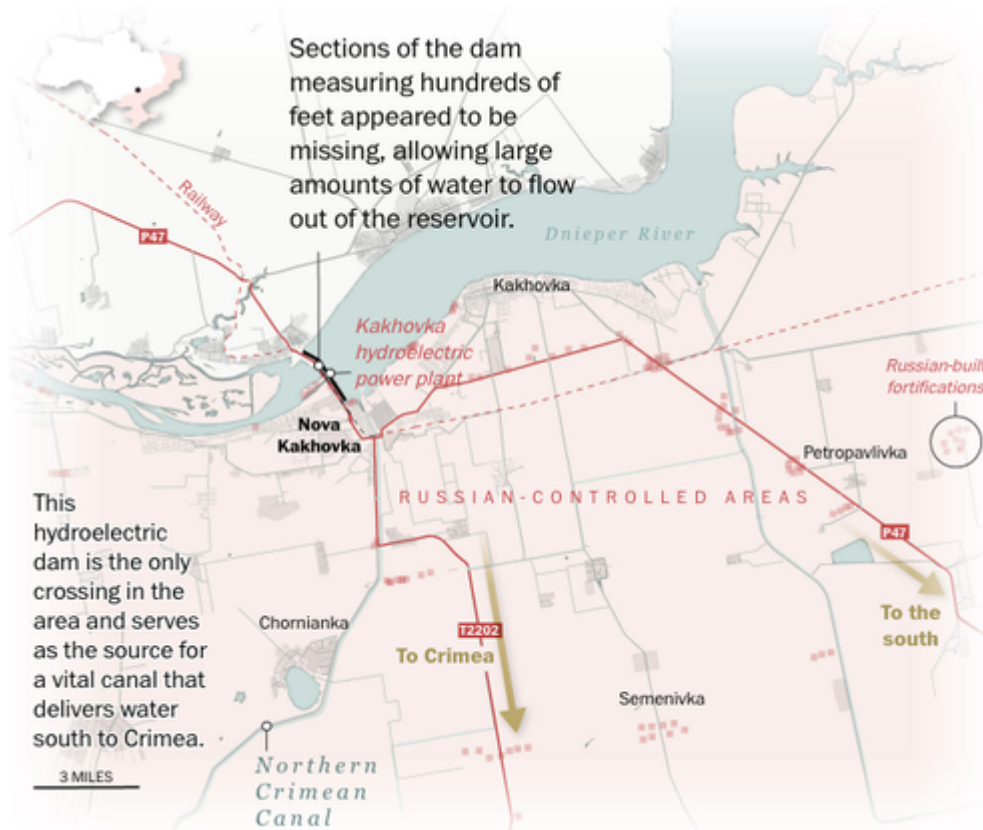 Sections of the dam
measuring hundreds of
feet appeared to be
missing, allowing large
amounts of water to flow
out of the reservoir.
Railway
P47
Dnieper River
Kakhovka
Kakhovka
hydroelectric
power plant
Russian-built
fortifications
Nova
Kakhovka
Petropavlivka
RUSSIAN-CONTROLLED AREAS
P47
This
hydroelectric
dam is the only
crossing in the
area and serves
as the source for
a vital canal that
delivers water
south to Crimea.
Chornianka
T2202
To Crimea
To the
south
Semenivka
3 MILES
Northern
Crimean
Canal